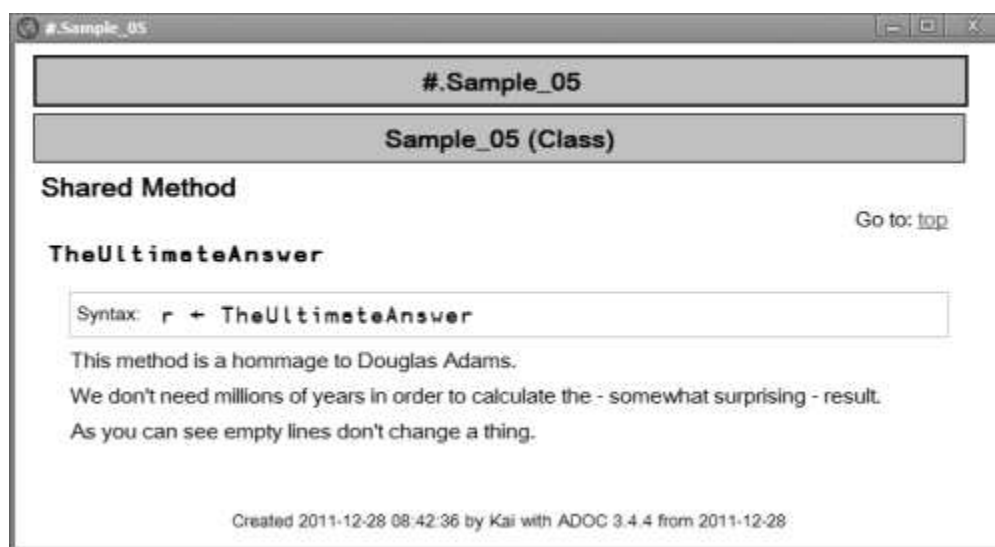 #.Sample_05
#.Sample_05
Sample_05 (Class)
Shared Method
Go to: top
TheUltimateAnswer
Syntax: r ← TheUltimateAnswer
This method is a hommage to Douglas Adams.
We don't need millions of years in order to calculate the - somewhat surprising - result.
As you can see empty lines don't change a thing.
Created 2011-12-28 08:42:36 by Kai with ADOC 3.4.4 from 2011-12-28